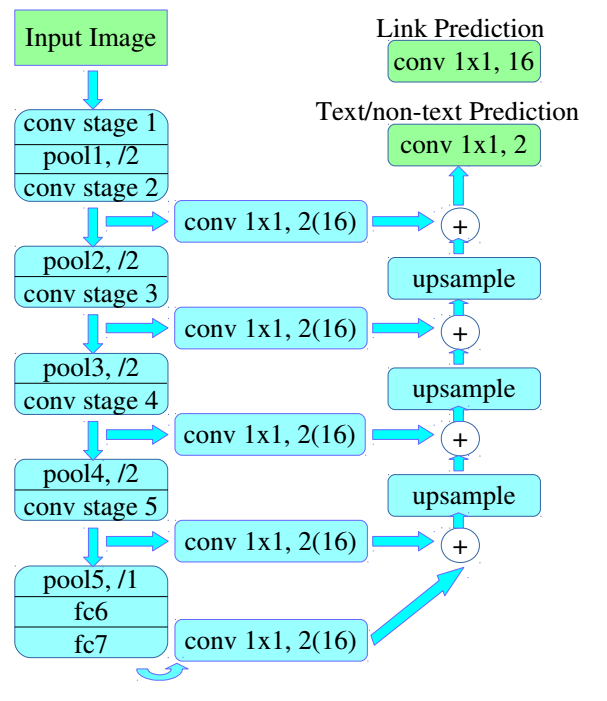 Input Image
conv stage 1
pool1, /2
conv stage 2
conv 1x1, 2(16)
pool2, /2
conv stage 3
conv 1x1, 2(16)
pool3, /2
conv stage 4
conv 1x1, 2(16)
pool4, /2
conv stage 5
conv 1x1, 2(16)
pool5, /1
fc6
fc7
conv 1x1, 2(16)
Link Prediction
conv 1x1, 16
Text/non-text Prediction
conv 1x1, 2
+
upsample
+
upsample
+
upsample
+